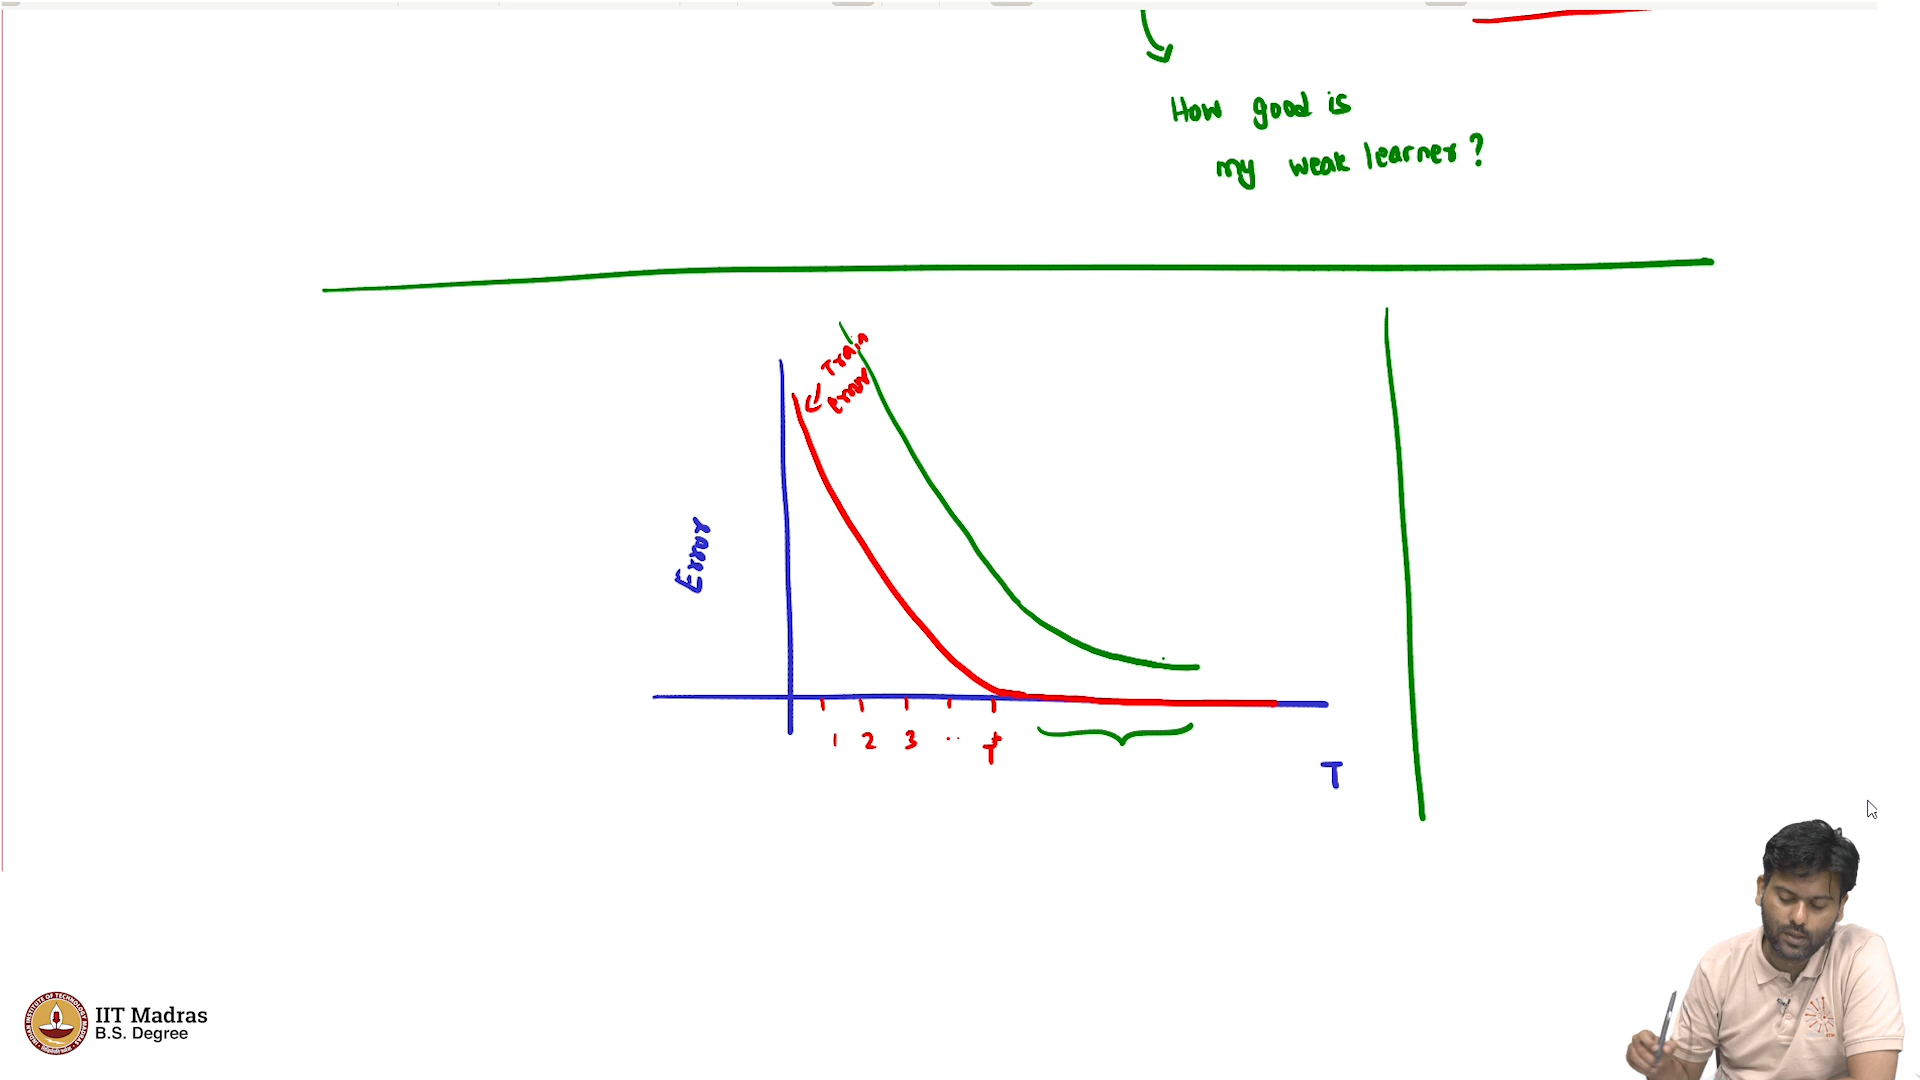 How good is
my weak learner?
Train
error
Error
1 2 3 .. T
T
IIT Madras
B.S. Degree